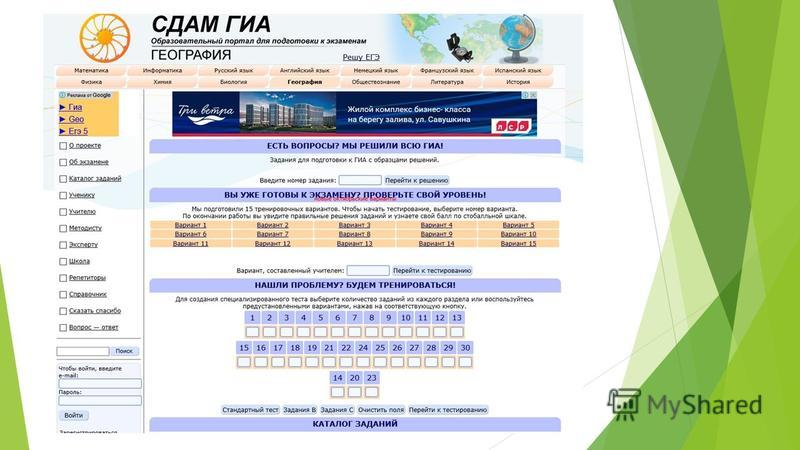 СДАМ ГИА
Образовательный портал для подготовки к экзаменам
ГЕОГРАФИЯ
Решу ЕГЭ
Математика Информатика Русский язык Английский язык Немецкий язык Французский язык Испанский язык
Физика Химия Биология География Обществознание Литература История
Реклама от Google
► Гиа
► Geo
► Егэ 5
О проекте
Об экзамене
Каталог заданий
Ученику
Учителю
Методисту
Эксперту
Школа
Репетиторы
Справочник
Сказать спасибо
Вопрос — ответ
Поиск
Чтобы войти, введите
e-mail:
Пароль:
Войти
Зарегистрироваться
Три ветра
Жилой комплекс бизнес- класса
на берегу залива, ул. Савушкина
ЛСР
ЕСТЬ ВОПРОСЫ? МЫ РЕШИЛИ ВСЮ ГИА!
Задания для подготовки к ГИА с образцами решений.
Введите номер задания: Перейти к решению
ВЫ УЖЕ ГОТОВЫ К ЭКЗАМЕНУ? ПРОВЕРЬТЕ СВОЙ УРОВЕНЬ!
Новые октябрьские варианты
Мы подготовили 15 тренировочных вариантов. Чтобы начать тестирование, выберите номер варианта.
По окончании работы вы увидите правильные решения заданий и узнаете свой балл по стобалльной шкале.
Вариант 1 Вариант 2 Вариант 3 Вариант 4 Вариант 5
Вариант 6 Вариант 7 Вариант 8 Вариант 9 Вариант 10
Вариант 11 Вариант 12 Вариант 13 Вариант 14 Вариант 15
Вариант, составленный учителем: Перейти к тестированию
НАШЛИ ПРОБЛЕМУ? БУДЕМ ТРЕНИРОВАТЬСЯ!
Для создания специализированного теста выберите количество заданий из каждого раздела или воспользуйтесь
предустановленными вариантами, нажав на соответствующую кнопку.
1 2 3 4 5 6 7 8 9 10 11 12 13
15 16 17 18 19 21 22 24 25 26 27 28 29 30
14 20 23
Стандартный тест Задания В Задания С Очистить поля Перейти к тестированию
КАТАЛОГ ЗАДАНИЙ
MyShared